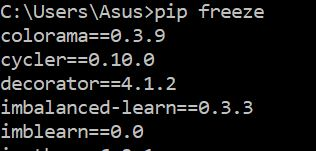 C:\Users\Asus>pip freeze
colorama==0.3.9
cycler==0.10.0
decorator==4.1.2
imbalanced-learn==0.3.3
imblearn==0.0